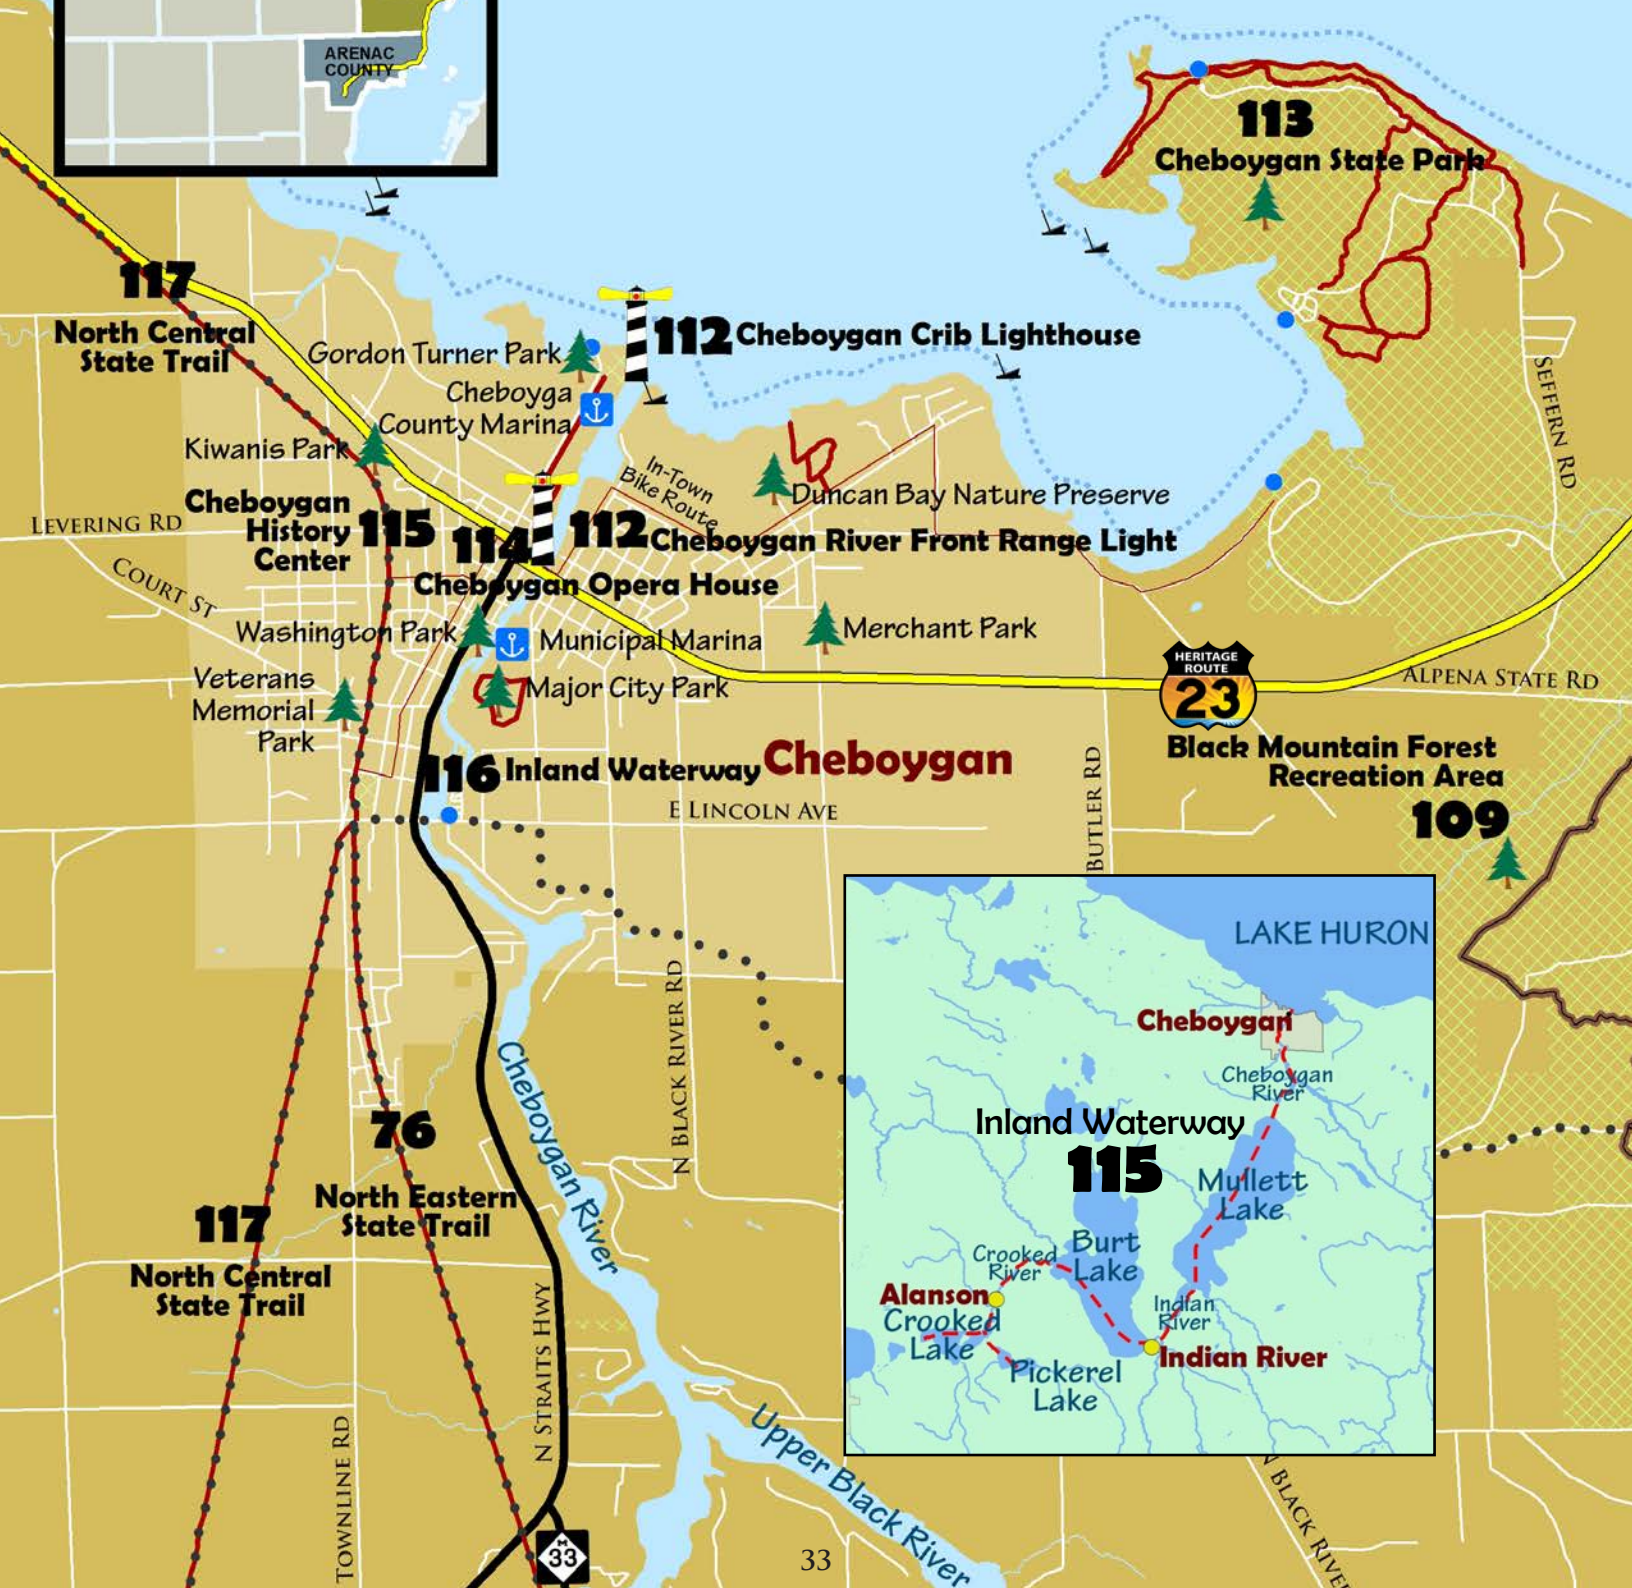 ARENAC
COUNTY
113
Cheboygan State Park
117
North Central
State Trail
112 Cheboygan Crib Lighthouse
Gordon Turner Park
Cheboyga
County Marina
Kiwanis Park
SEFFERN RD
In-Town
Bike Route
Duncan Bay Nature Preserve
Cheboygan
History
Center
115
114
112 Cheboygan River Front Range Light
LEVERING RD
COURT ST
Cheboygan Opera House
Washington Park
Municipal Marina
Merchant Park
HERITAGE
ROUTE
23
ALPENA STATE RD
Veterans
Memorial
Park
Major City Park
116 Inland Waterway
Cheboygan
Black Mountain Forest
Recreation Area
109
E LINCOLN AVE
BUTLER RD
N BLACK RIVER RD
LAKE HURON
Cheboygan
Cheboygan
River
Inland Waterway
115
Mullett
Lake
Burt
Lake
Crooked
River
Alanson
Crooked
Lake
Indian
River
Indian River
Pickerel
Lake
Cheboygan River
76
North Eastern
State Trail
117
North Central
State Trail
N STRAITS HWY
TOWNLINE RD
Upper Black River
N BLACK RIVE
M
33
33